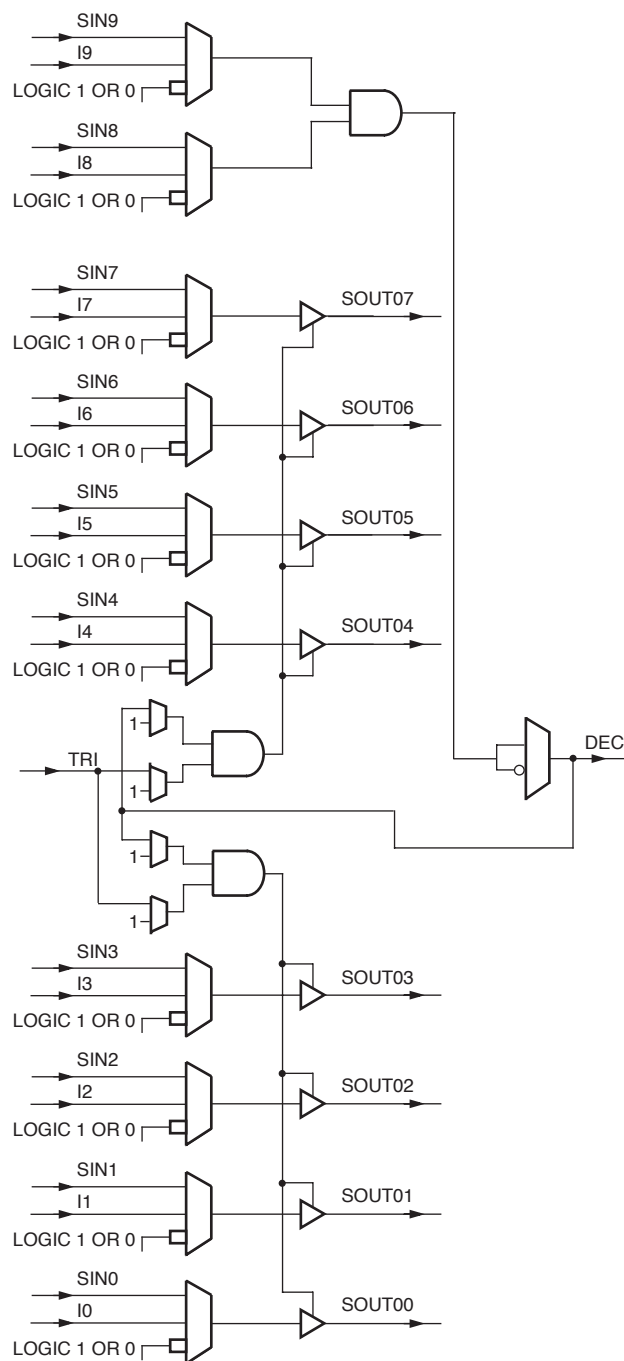 SIN9
I9
LOGIC 1 OR 0
SIN8
I8
LOGIC 1 OR 0
SIN7
I7
LOGIC 1 OR 0
SOUT07
SIN6
I6
LOGIC 1 OR 0
SOUT06
SIN5
I5
LOGIC 1 OR 0
SOUT05
SIN4
I4
LOGIC 1 OR 0
SOUT04
1
TRI
1
DEC
1
1
SIN3
I3
LOGIC 1 OR 0
SOUT03
SIN2
I2
LOGIC 1 OR 0
SOUT02
SIN1
I1
LOGIC 1 OR 0
SOUT01
SIN0
I0
LOGIC 1 OR 0
SOUT00